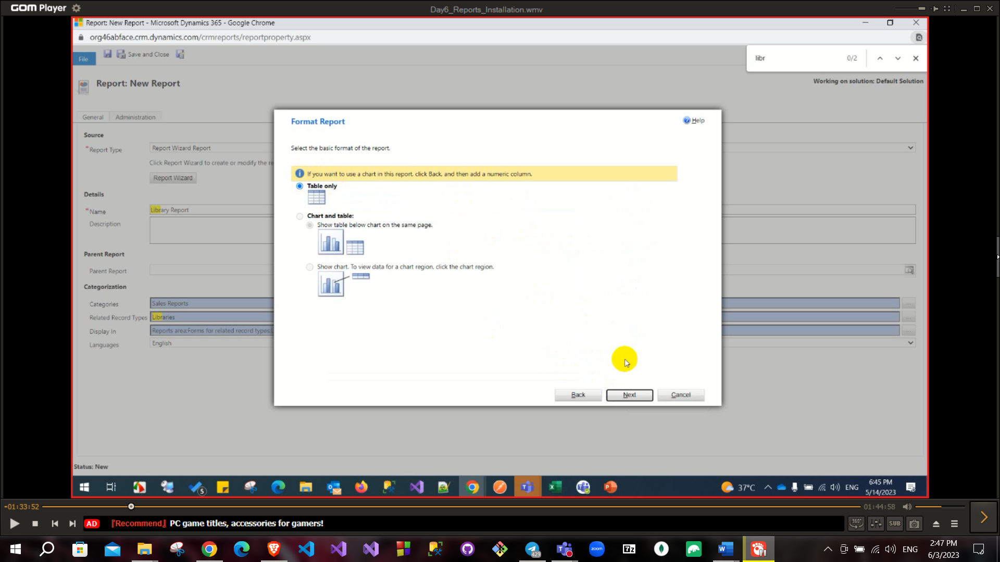 GOM Player
Day6_Reports_Installation.wmv
Report: New Report - Microsoft Dynamics 365 - Google Chrome
org46abface.crm.dynamics.com/crmreports/reportproperty.aspx
File
Save and Close
libr
0/2
Report: New Report
Working on solution: Default Solution
General
Administration
Source
*Report Type
Report Wizard Report
Click Report Wizard to create or modify the re
Report Wizard
Details
*Name
Library Report
Description
Parent Report
Parent Report
Categorization
Categories
Sales Reports
Related Record Types
Libraries
Display In
Reports area;Forms for related record types;
Languages
English
Format Report
Help
Select the basic format of the report.
If you want to use a chart in this report, click Back, and then add a numeric column.
Table only
Chart and table:
Show table below chart on the same page.
Show chart. To view data for a chart region, click the chart region.
Back
Next
Cancel
Status: New
5
37°C
ENG
6:45 PM
5/14/2023
-01:33:52
01:44:58
AD
『Recommend』 PC game titles, accessories for gamers!
360°
SUB
429
zoom
7z
ENG
2:47 PM
6/3/2023